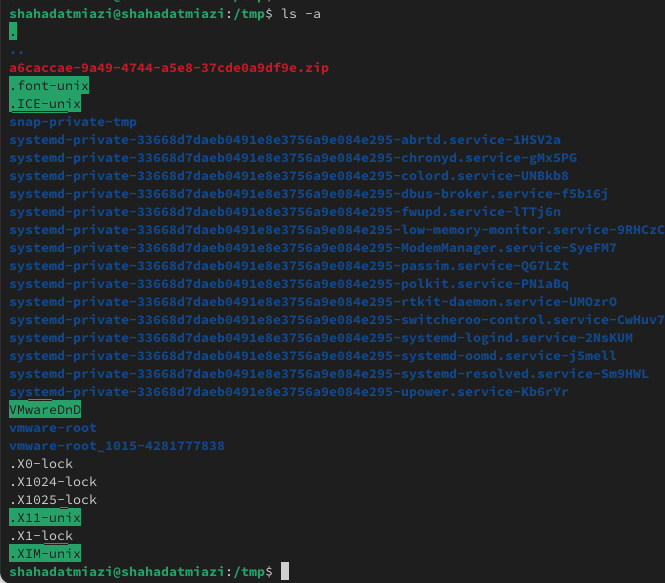 shahadatmiazi@shahadatmiazi:/tmp$ ls -a
.
..
a6caccae-9a49-4744-a5e8-37cde0a9df9e.zip
.font-unix
.ICE-unix
snap-private-tmp
systemd-private-33668d7daeb0491e8e3756a9e084e295-abrtd.service-1HSV2a
systemd-private-33668d7daeb0491e8e3756a9e084e295-chronyd.service-gMx5PG
systemd-private-33668d7daeb0491e8e3756a9e084e295-colord.service-UNBkb8
systemd-private-33668d7daeb0491e8e3756a9e084e295-dbus-broker.service-f5b16j
systemd-private-33668d7daeb0491e8e3756a9e084e295-fwupd.service-lTTj6n
systemd-private-33668d7daeb0491e8e3756a9e084e295-low-memory-monitor.service-9RHCzC
systemd-private-33668d7daeb0491e8e3756a9e084e295-ModemManager.service-SyeFM7
systemd-private-33668d7daeb0491e8e3756a9e084e295-passim.service-QG7LZt
systemd-private-33668d7daeb0491e8e3756a9e084e295-polkit.service-PN1aBq
systemd-private-33668d7daeb0491e8e3756a9e084e295-rtkit-daemon.service-UMOzrO
systemd-private-33668d7daeb0491e8e3756a9e084e295-switcheroo-control.service-CwHuv7
systemd-private-33668d7daeb0491e8e3756a9e084e295-systemd-logind.service-2NsKUM
systemd-private-33668d7daeb0491e8e3756a9e084e295-systemd-oomd.service-jSmell
systemd-private-33668d7daeb0491e8e3756a9e084e295-systemd-resolved.service-Sm9HWL
systemd-private-33668d7daeb0491e8e3756a9e084e295-upower.service-Kb6rYr
VMwareDnD
vmware-root
vmware-root_1015-4281777838
.X0-lock
.X1024-lock
.X1025-lock
.X11-unix
.X1-lock
.XIM-unix
shahadatmiazi@shahadatmiazi:/tmp$